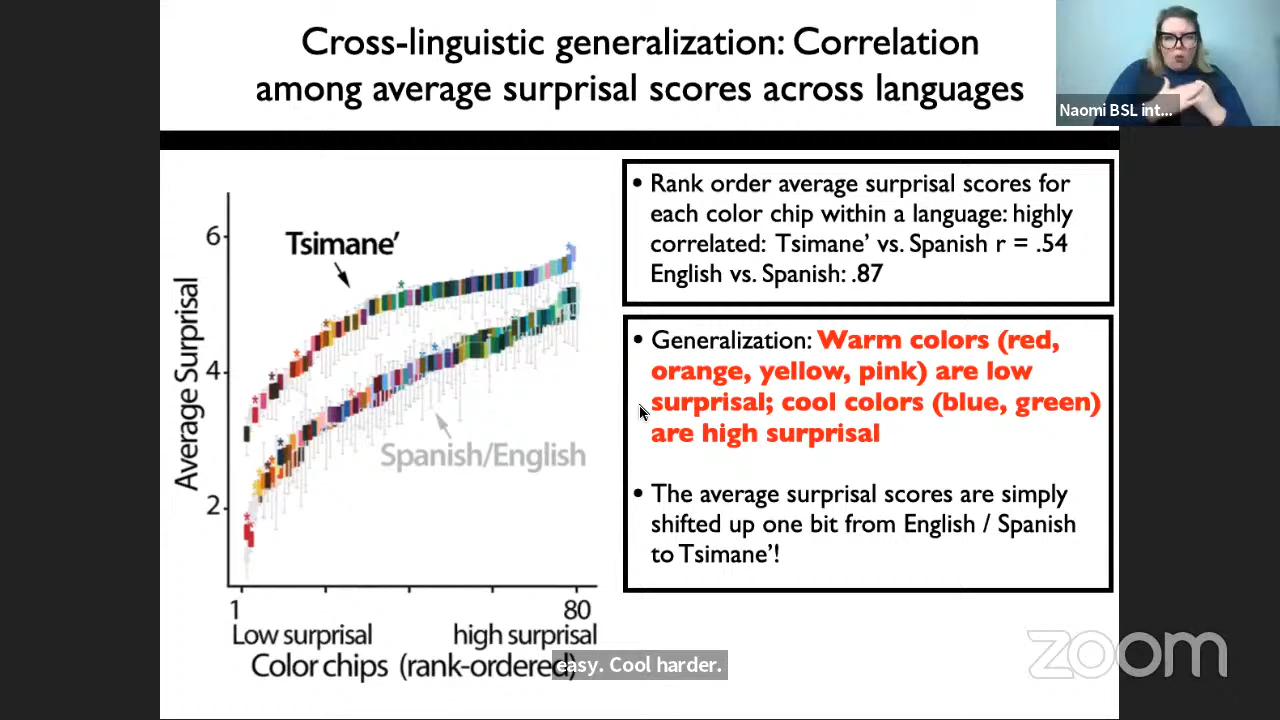 Cross-linguistic generalization: Correlation
among average surprisal scores across languages
Naomi BSL int...
6
4
2
Average Surprisal
Tsimane’
Spanish/English
1
80
Low surprisal
high surprisal
Color chips (rank-ordered)
• Rank order average surprisal scores for
each color chip within a language: highly
correlated: Tsimane’ vs. Spanish r = .54
English vs. Spanish: .87
• Generalization: Warm colors (red,
orange, yellow, pink) are low
surprisal; cool colors (blue, green)
are high surprisal
• The average surprisal scores are simply
shifted up one bit from English / Spanish
to Tsimane’!
easy. Cool harder.
zoom